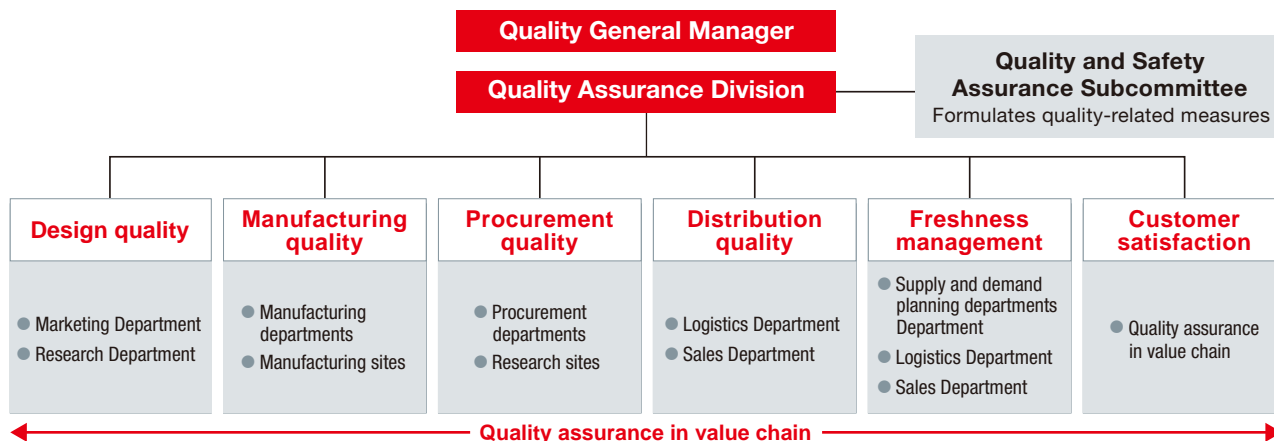 Quality General Manager
Quality Assurance Division
Quality and Safety
Assurance Subcommittee
Formulates quality-related measures
Design quality
● Marketing Department
● Research Department
Manufacturing
quality
● Manufacturing
departments
● Manufacturing sites
Procurement
quality
● Procurement
departments
● Research sites
Distribution
quality
● Logistics Department
● Sales Department
Freshness
management
● Supply and demand
planning departments
Department
● Logistics Department
● Sales Department
Customer
satisfaction
● Quality assurance
in value chain
Quality assurance in value chain